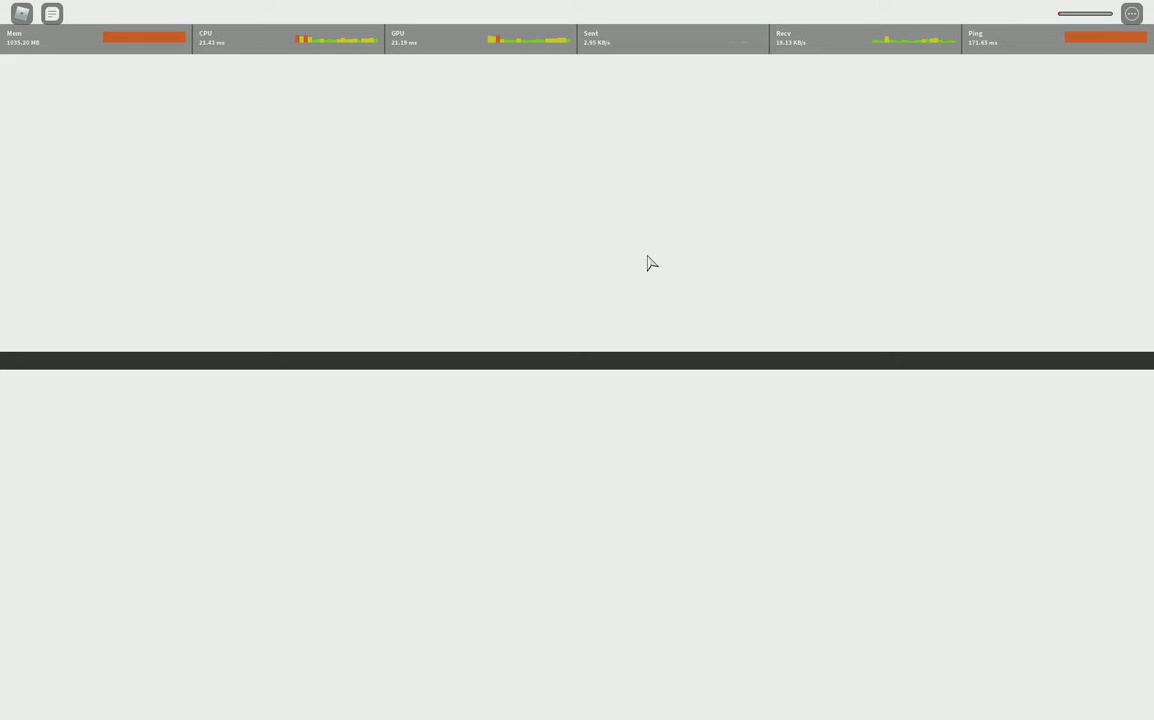 Mem
1035.20 MB
CPU
21.43 ms
GPU
21.19 ms
Sent
2.95 KB/s
Recv
18.13 KB/s
Ping
171.65 ms